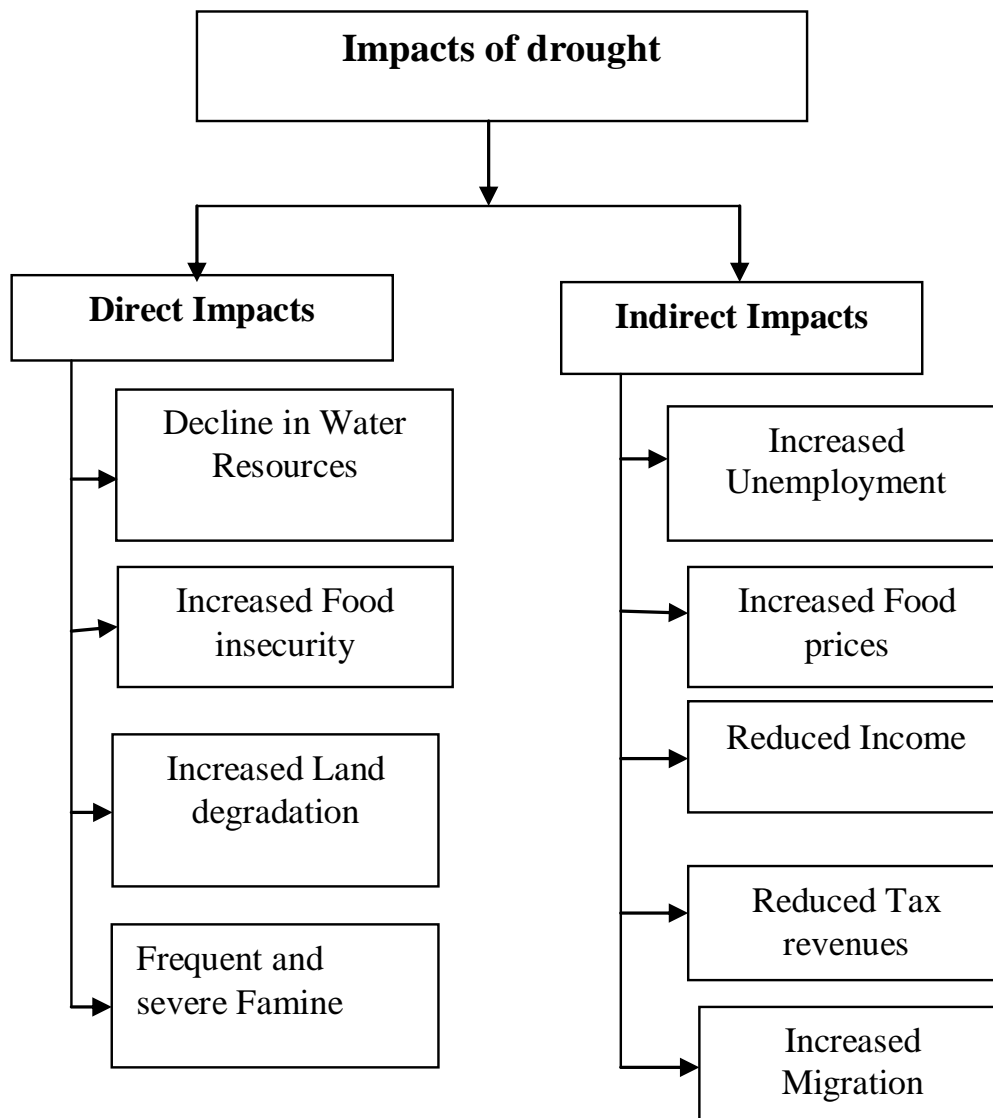 Impacts of drought
Direct Impacts
Decline in Water
Resources
Increased Food
insecurity
Increased Land
degradation
Frequent and
severe Famine
Indirect Impacts
Increased
Unemployment
Increased Food
prices
Reduced Income
Reduced Tax
revenues
Increased
Migration